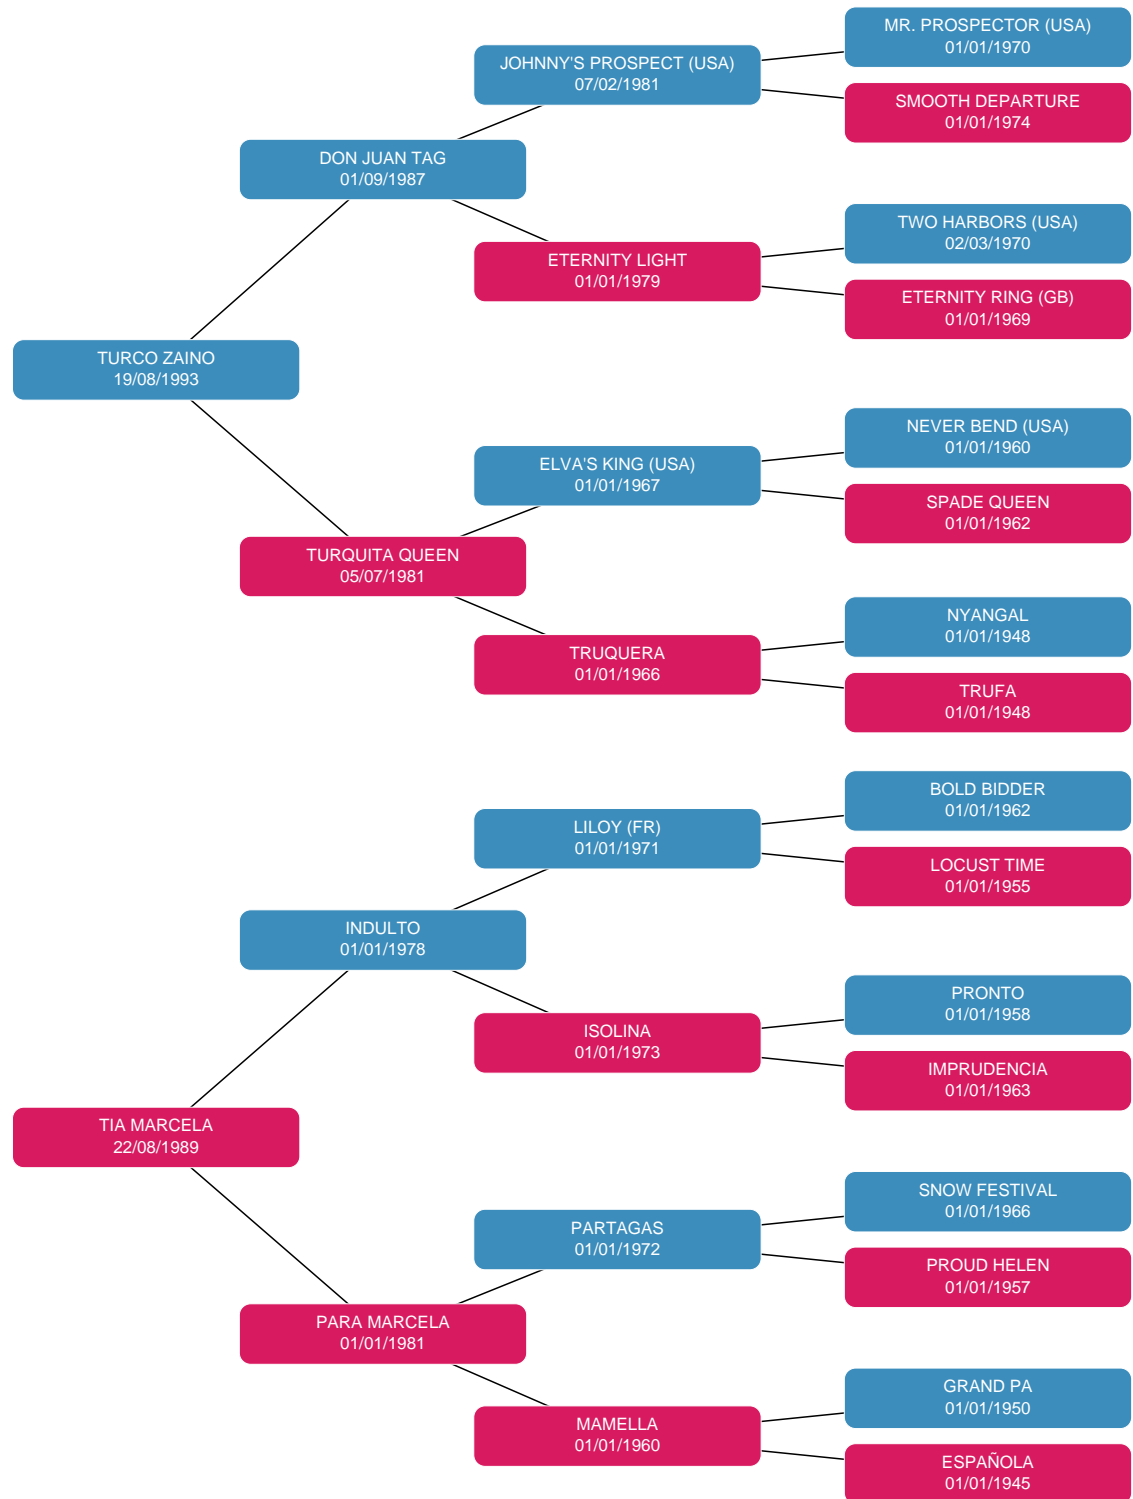 MR. PROSPECTOR (USA)
01/01/1970
JOHNNY'S PROSPECT (USA)
07/02/1981
SMOOTH DEPARTURE
01/01/1974
DON JUAN TAG
01/09/1987
TWO HARBORS (USA)
02/03/1970
ETERNITY LIGHT
01/01/1979
ETERNITY RING (GB)
01/01/1969
TURCO ZAINO
19/08/1993
NEVER BEND (USA)
01/01/1960
ELVA'S KING (USA)
01/01/1967
SPADE QUEEN
01/01/1962
TURQUITA QUEEN
05/07/1981
NYANGAL
01/01/1948
TRUQUERA
01/01/1966
TRUFA
01/01/1948
BOLD BIDDER
01/01/1962
LILOY (FR)
01/01/1971
LOCUST TIME
01/01/1955
INDULTO
01/01/1978
PRONTO
01/01/1958
ISOLINA
01/01/1973
IMPRUDENCIA
01/01/1963
TIA MARCELA
22/08/1989
SNOW FESTIVAL
01/01/1966
PARTAGAS
01/01/1972
PROUD HELEN
01/01/1957
PARA MARCELA
01/01/1981
GRAND PA
01/01/1950
MAMELLA
01/01/1960
ESPAÑOLA
01/01/1945